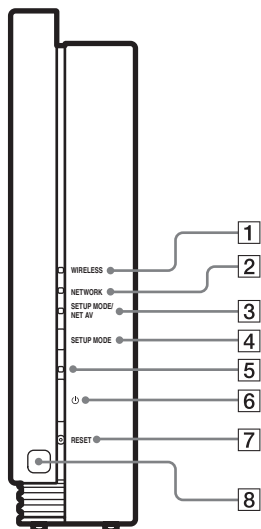 WIRELESS
1
NETWORK
2
SETUP MODE/
NET AV
3
SETUP MODE
4
5
6
RESET
7
8